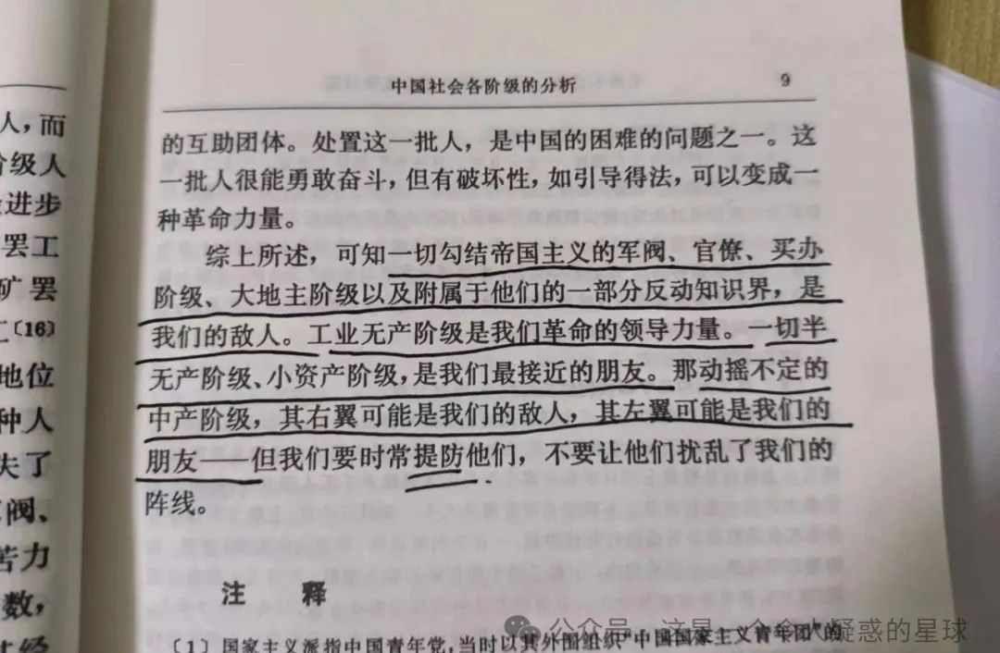 人，而
级人
进步
罢工
矿罢
工〔16〕
地位
种人
失了
阀、
苦力
数，
中国社会各阶级的分析 9
的互助团体。处置这一批人，是中国的困难的问题之一。这
一批人很能勇敢奋斗，但有破坏性，如引导得法，可以变成一
种革命力量。
综上所述，可知一切勾结帝国主义的军阀、官僚、买办
阶级、大地主阶级以及附属于他们的一部分反动知识界，是
我们的敌人。工业无产阶级是我们革命的领导力量。一切半
无产阶级、小资产阶级，是我们最接近的朋友。那动摇不定的
中产阶级，其右翼可能是我们的敌人，其左翼可能是我们的
朋友——但我们要时常提防他们，不要让他们扰乱了我们的
阵线。
注 释
〔1〕 国家主义派指中国青年党，当时以其外围组织“中国国家主义青年团”的
公众号 · 这是一个令人疑惑的星球